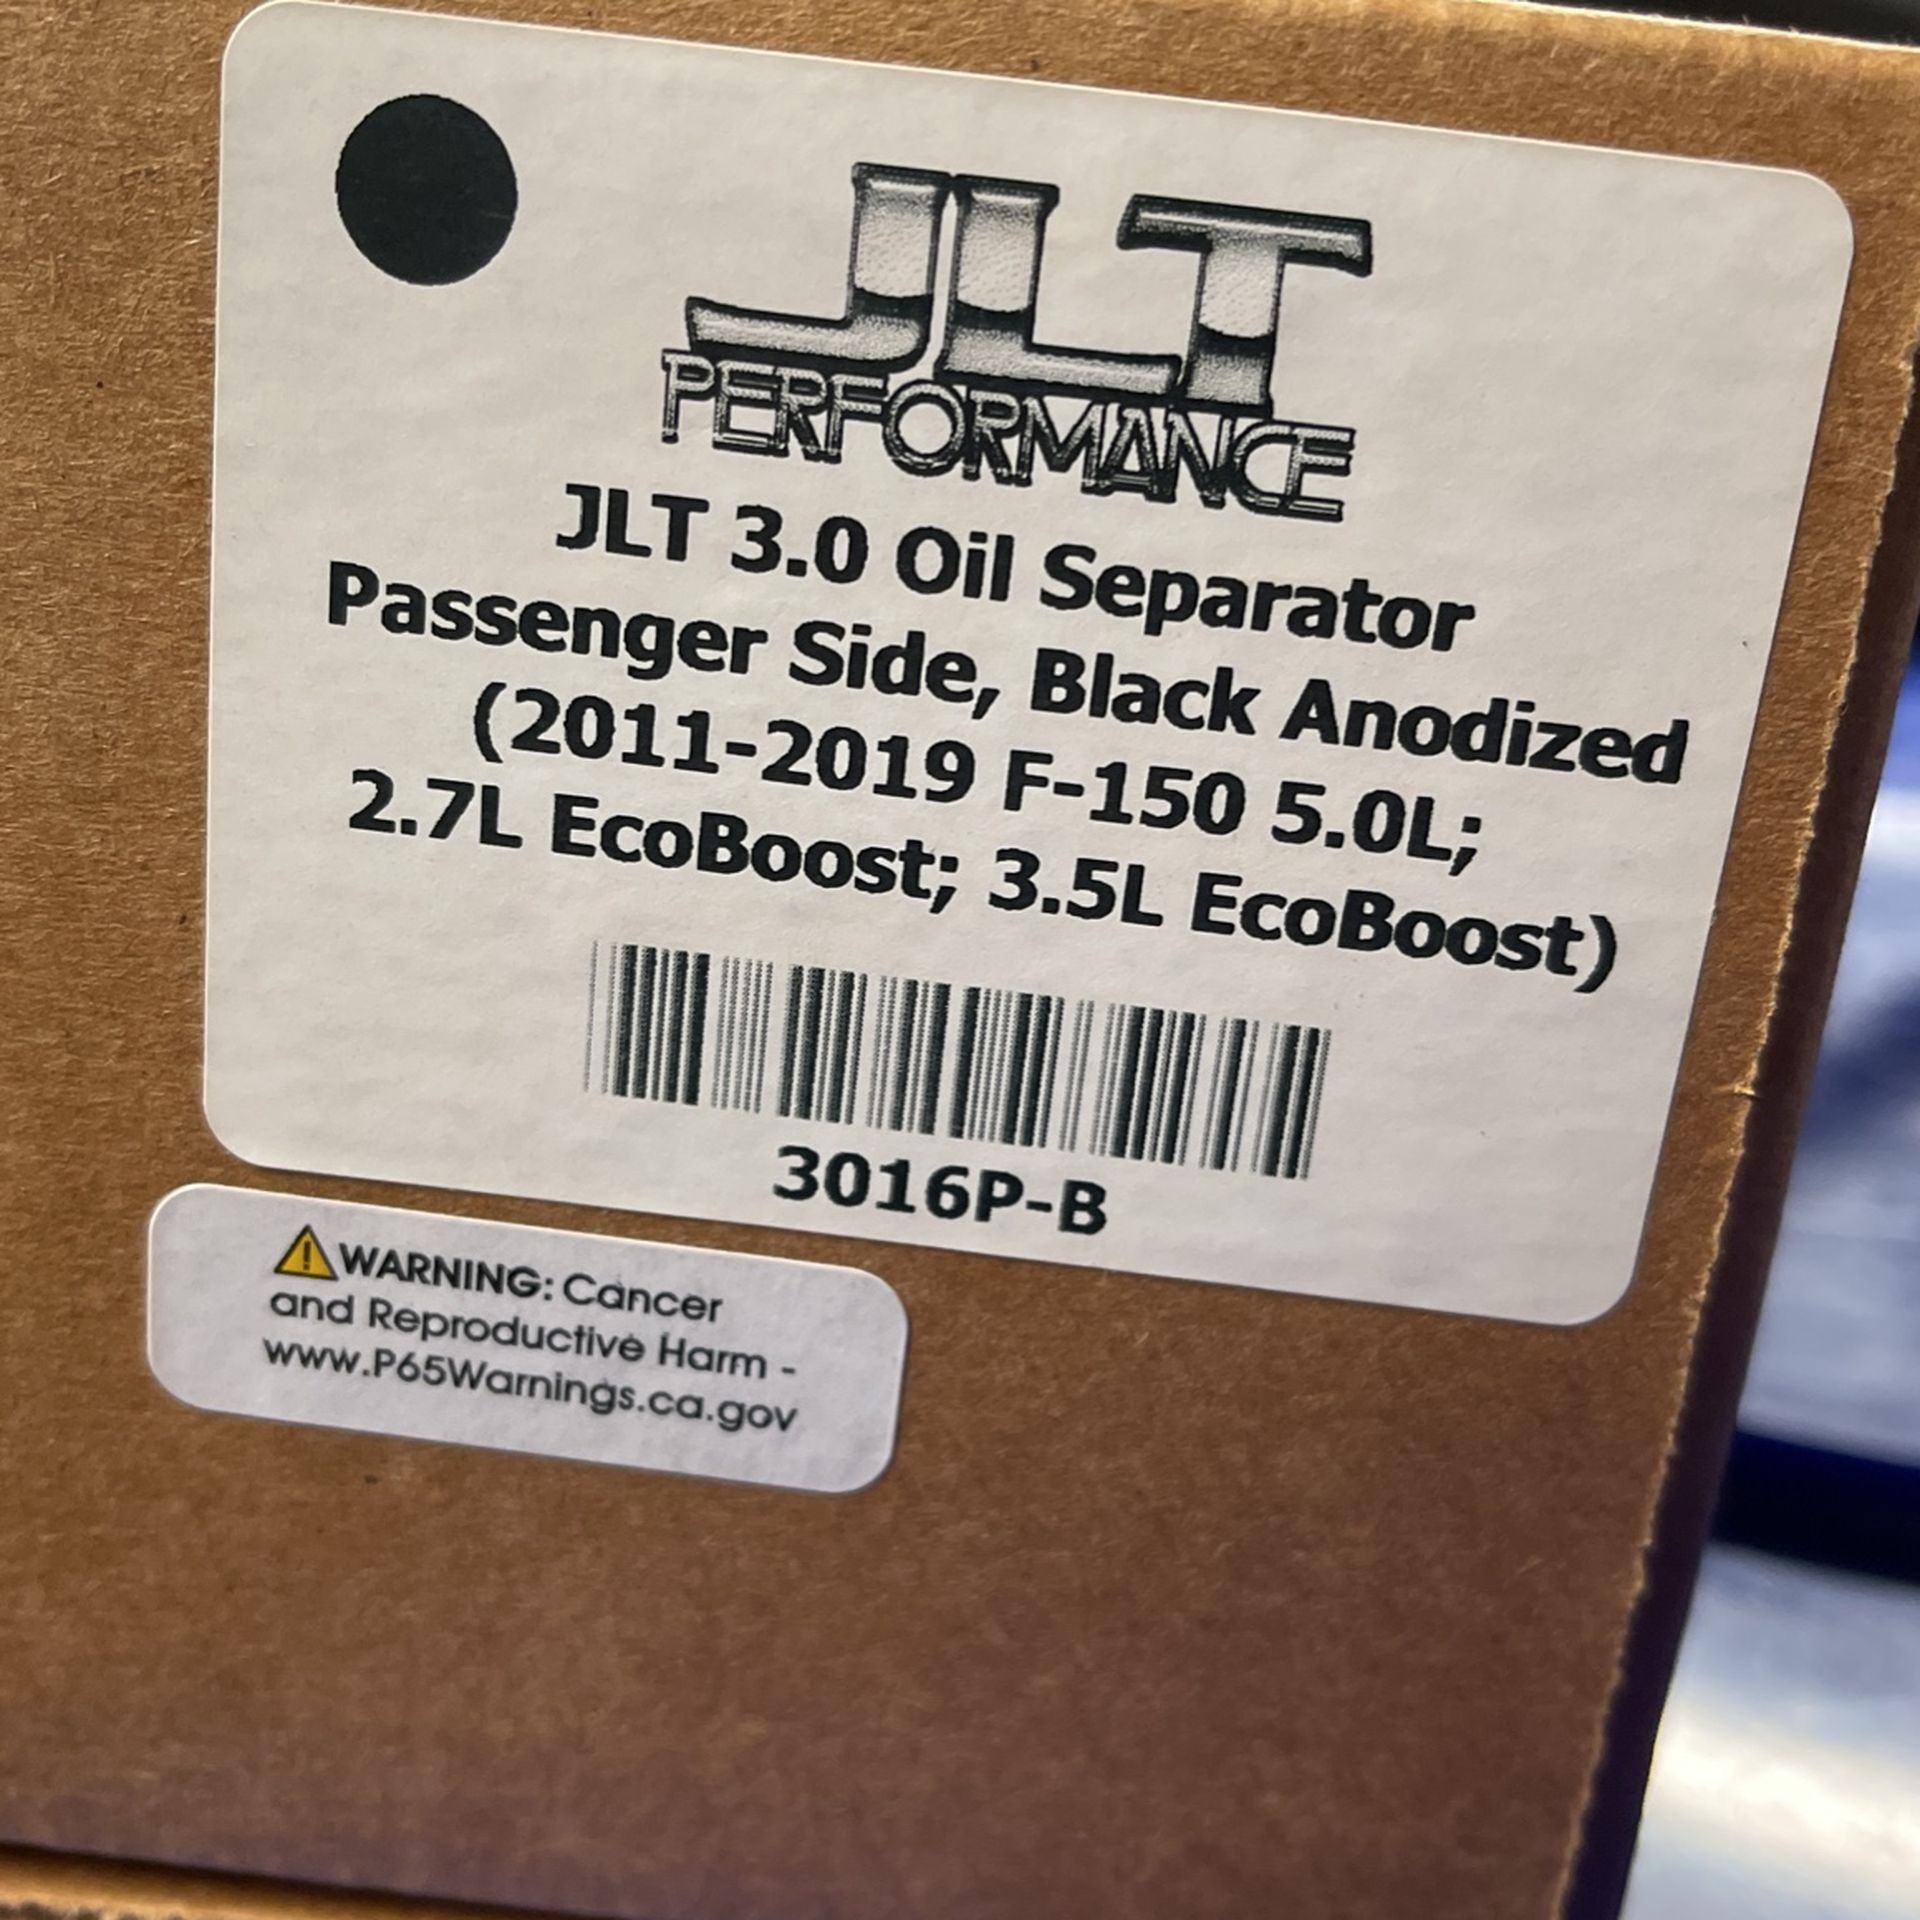 JLT
PERFORMANCE
JLT 3.0 Oil Separator
Passenger Side, Black Anodized
(2011-2019 F-150 5.0L;
2.7L EcoBoost; 3.5L EcoBoost)
3016P-B
WARNING: Cancer
and Reproductive Harm -
www.P65Warnings.ca.gov